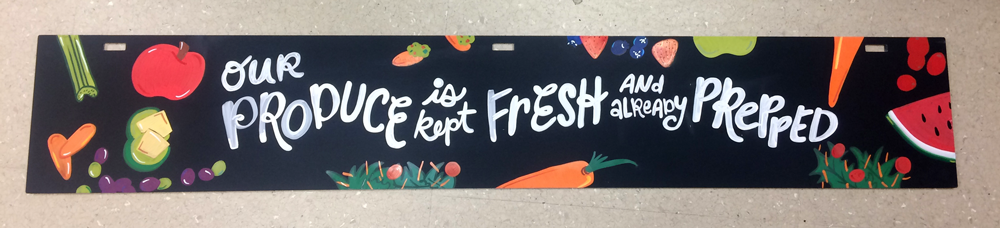 OUR
PRODUCE is kept FRESH AND already PREPPED